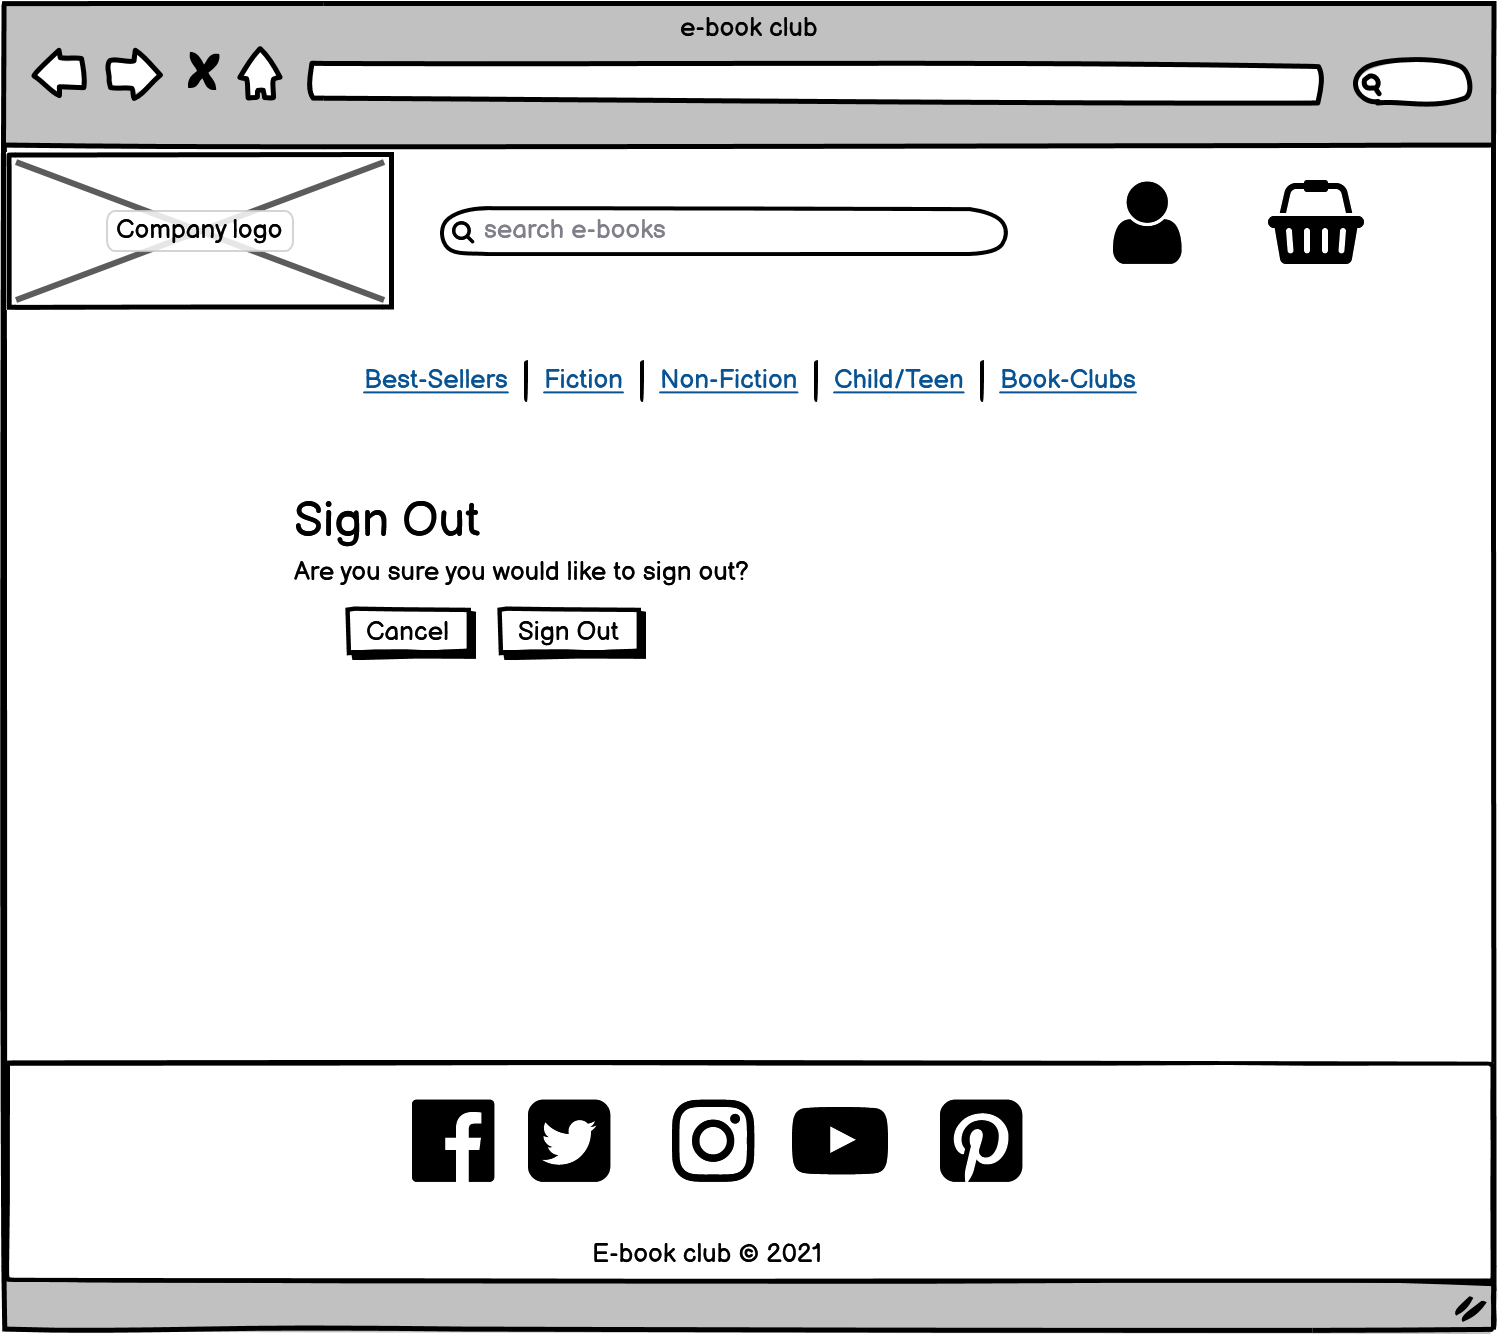 e-book club
Company logo
search e-books
Best-Sellers Fiction Non-Fiction Child/Teen Book-Clubs
Sign Out
Are you sure you would like to sign out?
Cancel Sign Out
E-book club © 2021